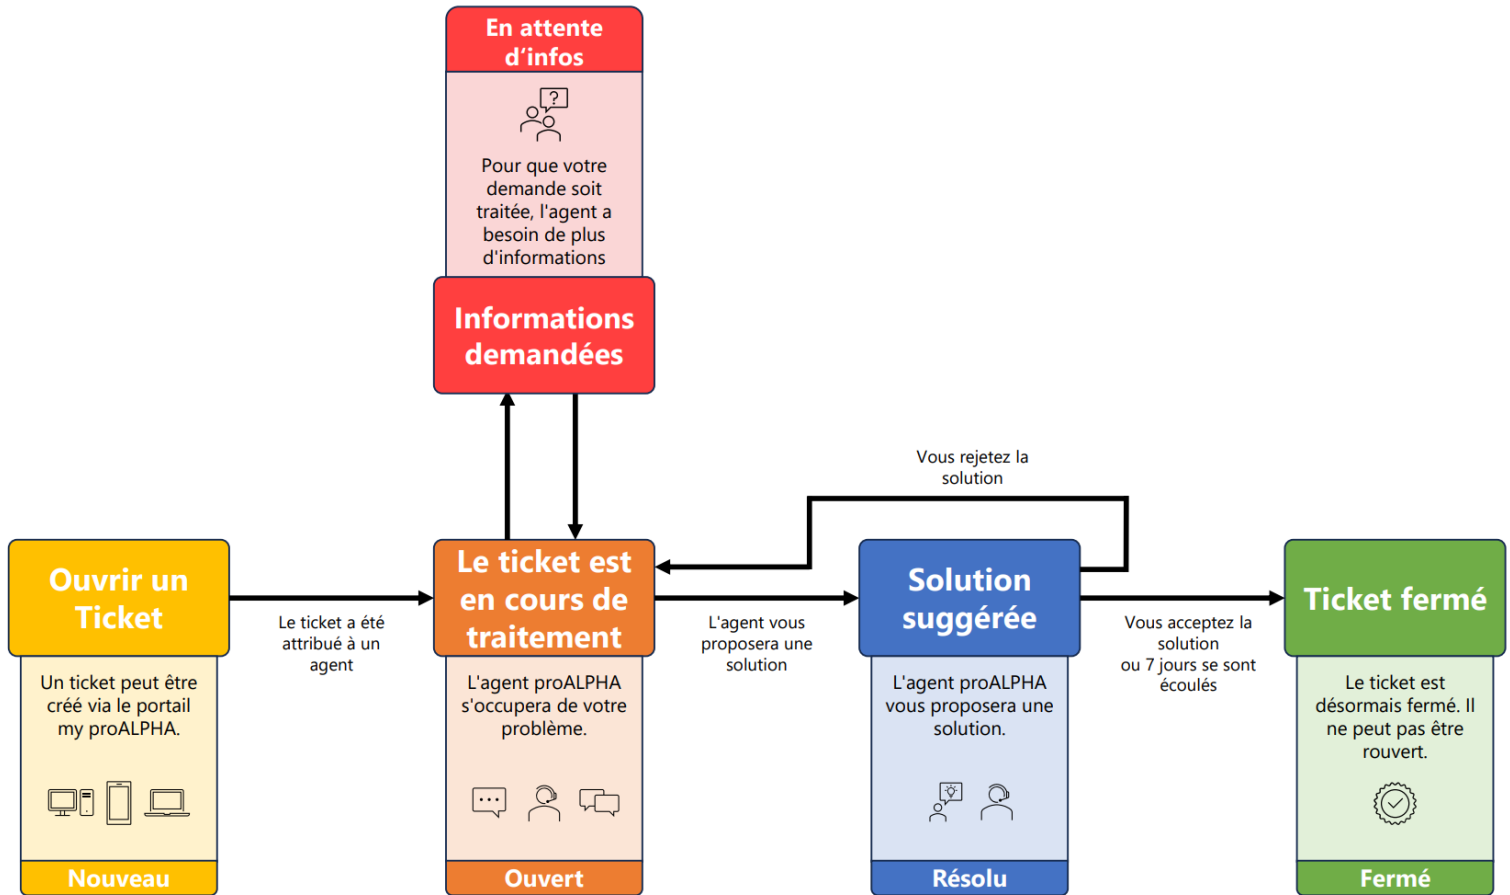 En attente
d‘infos
?
Pour que votre
demande soit
traitée, l'agent a
besoin de plus
d'informations
Informations
demandées
Vous rejetez la
solution
Ouvrir un
Ticket
Un ticket peut être
créé via le portail
my proALPHA.
Nouveau
Le ticket a été
attribué à un
agent
Le ticket est
en cours de
traitement
L'agent proALPHA
s'occupera de votre
problème.
Ouvert
L'agent vous
proposera une
solution
Solution
suggérée
L'agent proALPHA
vous proposera une
solution.
Résolu
Vous acceptez la
solution
ou 7 jours se sont
écoulés
Ticket fermé
Le ticket est
désormais fermé. Il
ne peut pas être
rouvert.
Fermé